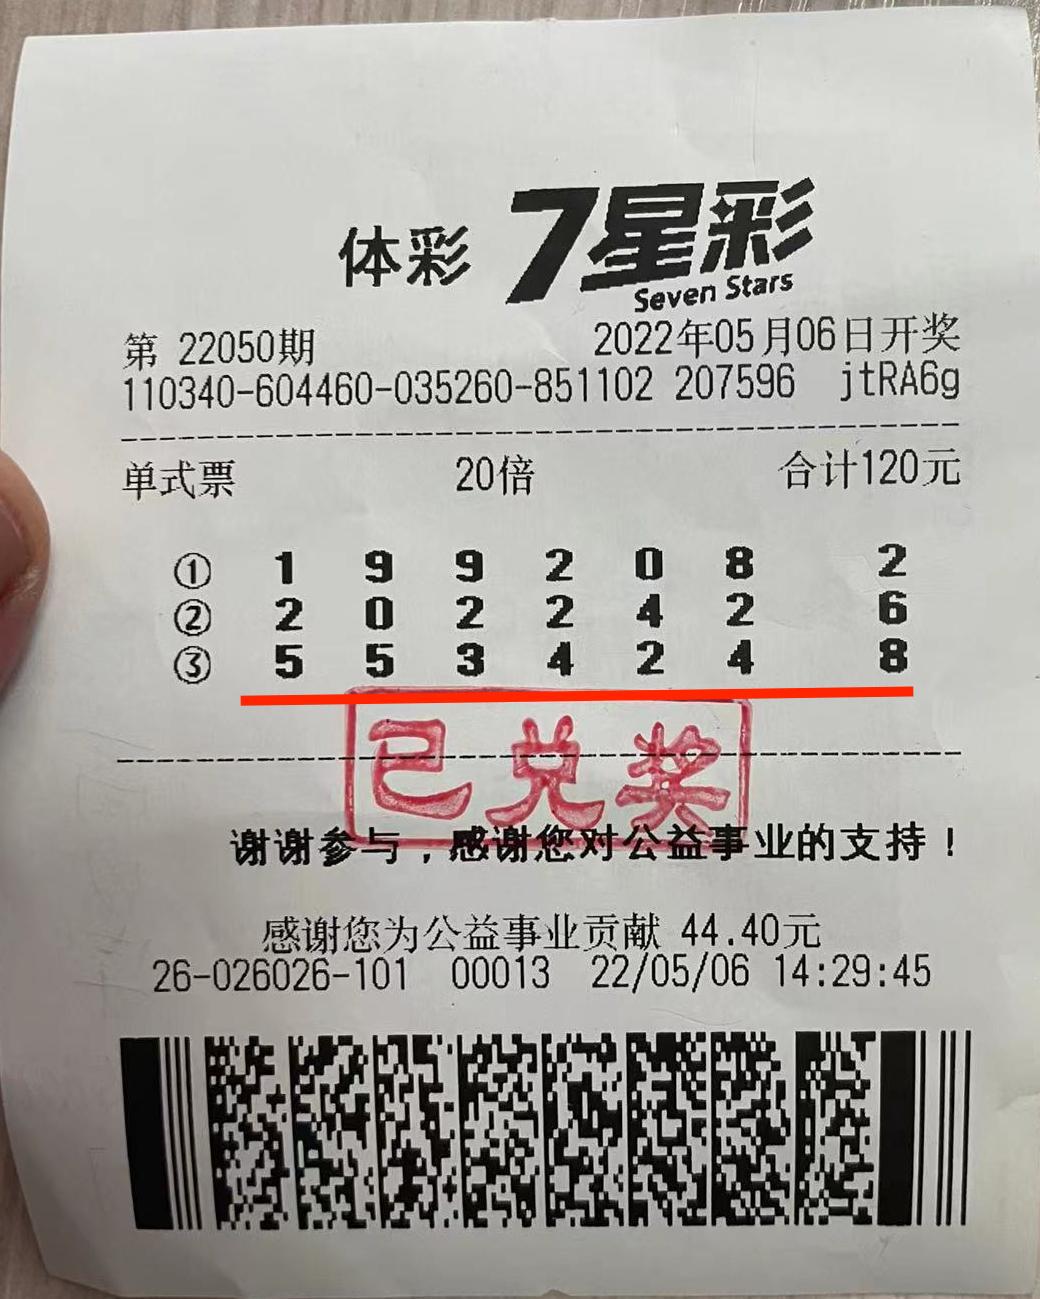 体彩 7星彩
Seven Stars
第 22050期 2022年05月06日开奖
110340-604460-035260-851102 207596 jtRA6g
单式票 20倍 合计120元
① 1 9 9 2 0 8 2
② 2 0 2 2 4 2 6
③ 5 5 3 4 2 4 8
已兑奖
谢谢参与，感谢您对公益事业的支持！
感谢您为公益事业贡献 44.40元
26-026026-101 00013 22/05/06 14:29:45